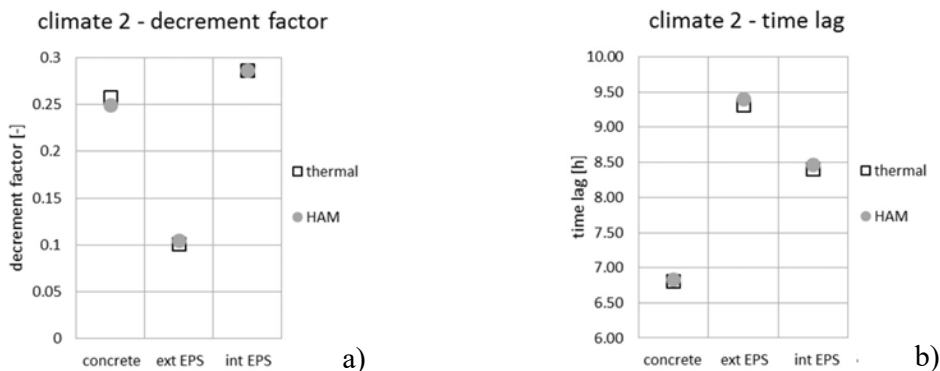 climate 2 - decrement factor
0.3
0.25
0.2
0.15
0.1
0.05
0
decrement factor [-]
concrete
ext EPS
int EPS
thermal
HAM
a)
climate 2 - time lag
10.00
9.50
9.00
8.50
8.00
7.50
7.00
6.50
6.00
time lag [h]
concrete
ext EPS
int EPS
thermal
HAM
b)